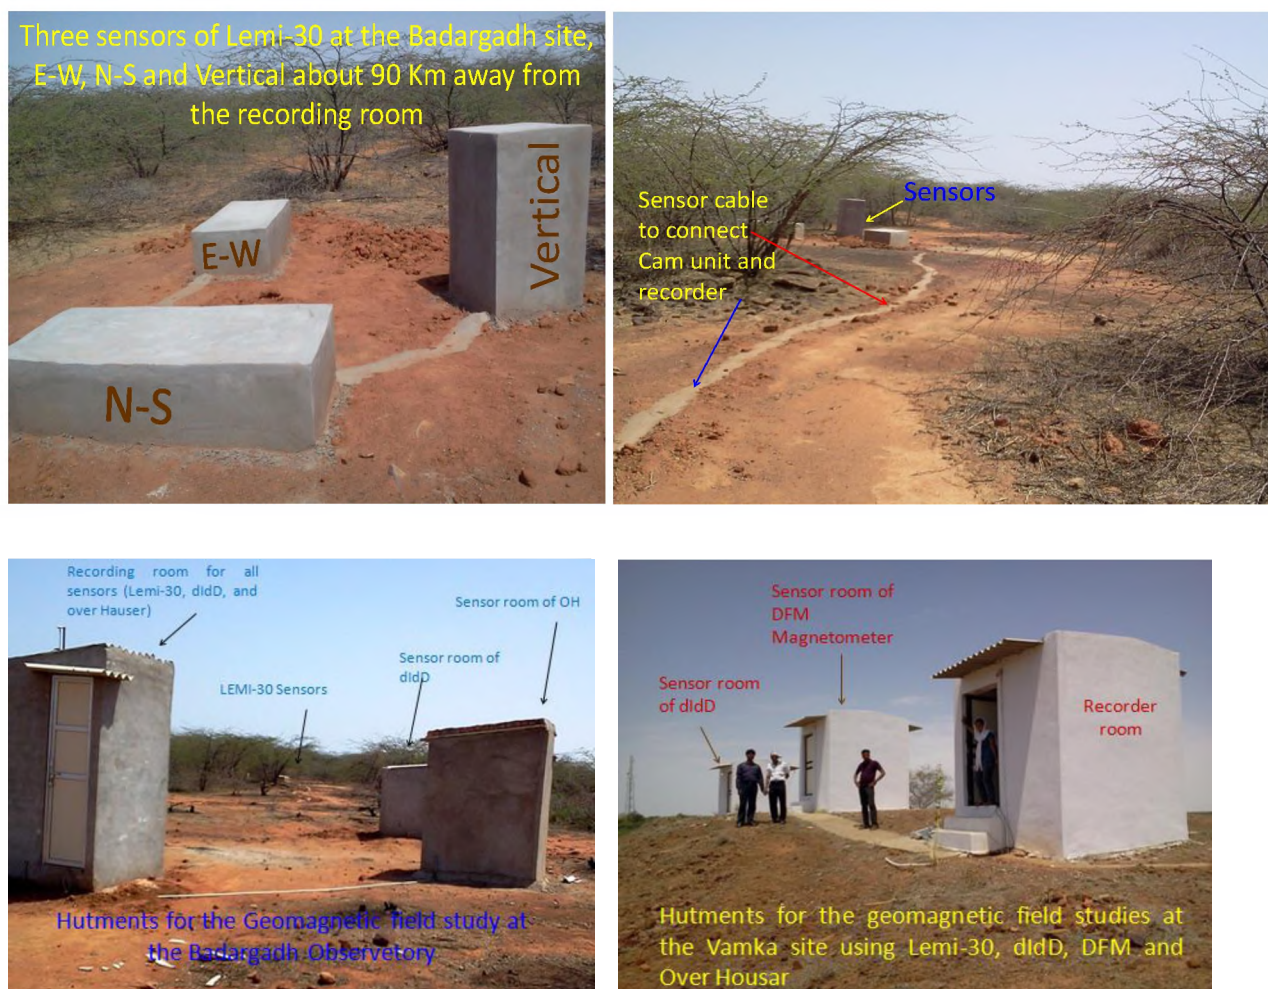 Three sensors of Lemi-30 at the Badargadh site,
E-W, N-S and Vertical about 90 Km away from
the recording room
Vertical
E-W
N-S
Sensor cable
to connect
Cam unit and
recorder
Sensors
Recording room for all
sensors (Lemi-30, dIdD, and
over Hauser)
Sensor room of OH
Sensor room of
dIdD
LEMI-30 Sensors
Hutments for the Geomagnetic field study at
the Badargadh Observetory
Sensor room of
DFM
Magnetometer
Sensor room
of dIdD
Recorder
room
Hutments for the geomagnetic field studies at
the Vamka site using Lemi-30, dIdD, DFM and
Over Housar